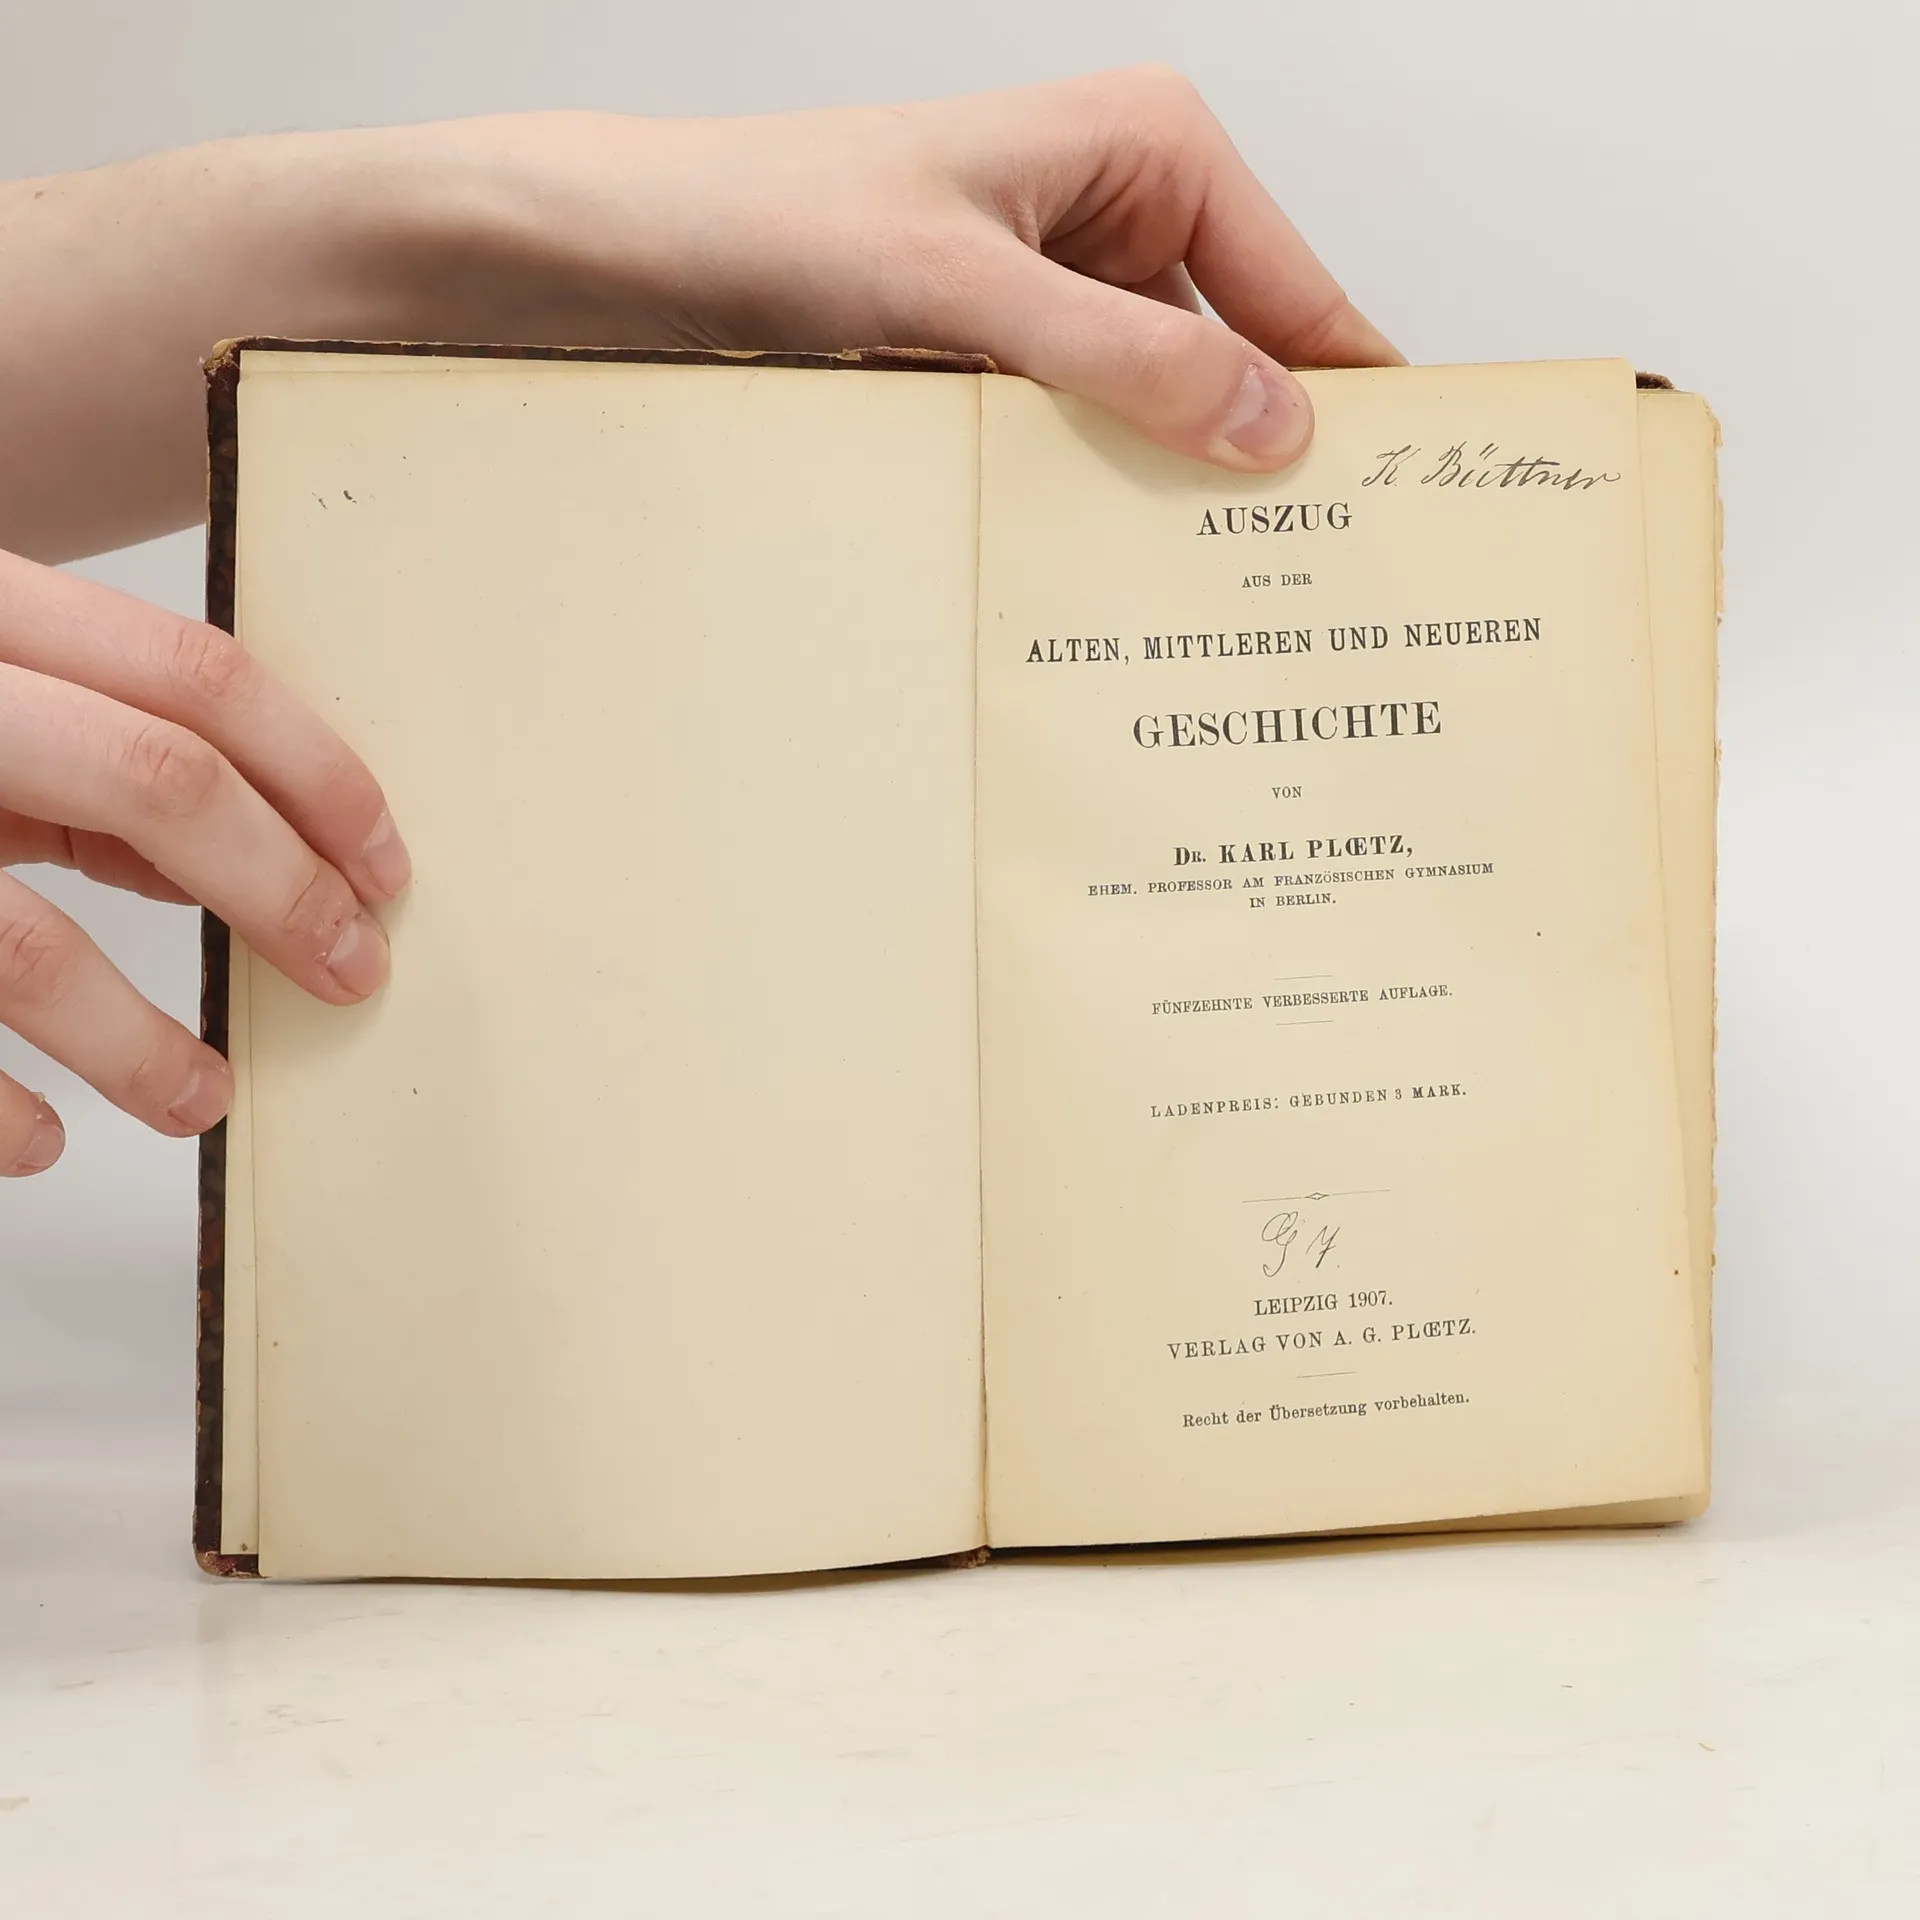 K. Büttner
AUSZUG
AUS DER
ALTEN, MITTLEREN UND NEUEREN
GESCHICHTE
VON
DR. KARL PLŒTZ,
EHEM. PROFESSOR AM FRANZÖSISCHEN GYMNASIUM
IN BERLIN.
FÜNFZEHNTE VERBESSERTE AUFLAGE.
LADENPREIS: GEBUNDEN 3 MARK.
LEIPZIG 1907.
VERLAG VON A. G. PLŒTZ.
Recht der Übersetzung vorbehalten.